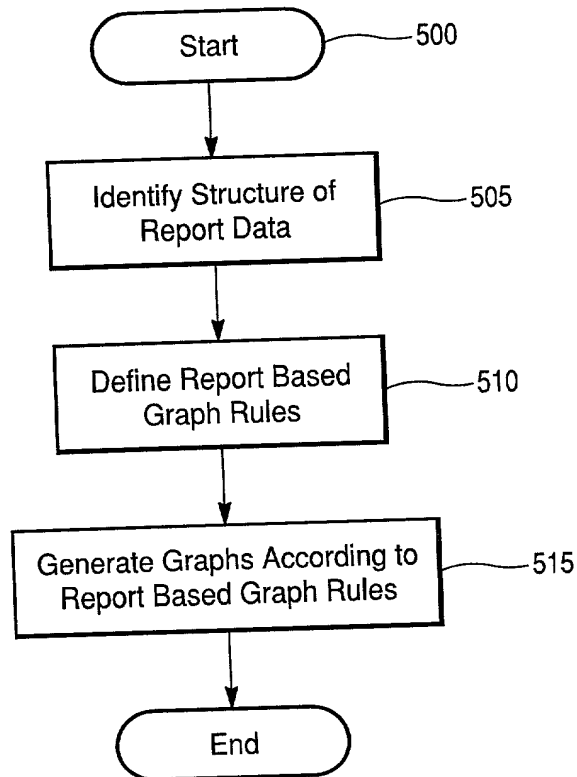 Start
500
Identify Structure of
Report Data
505
Define Report Based
Graph Rules
510
Generate Graphs According to
Report Based Graph Rules
515
End